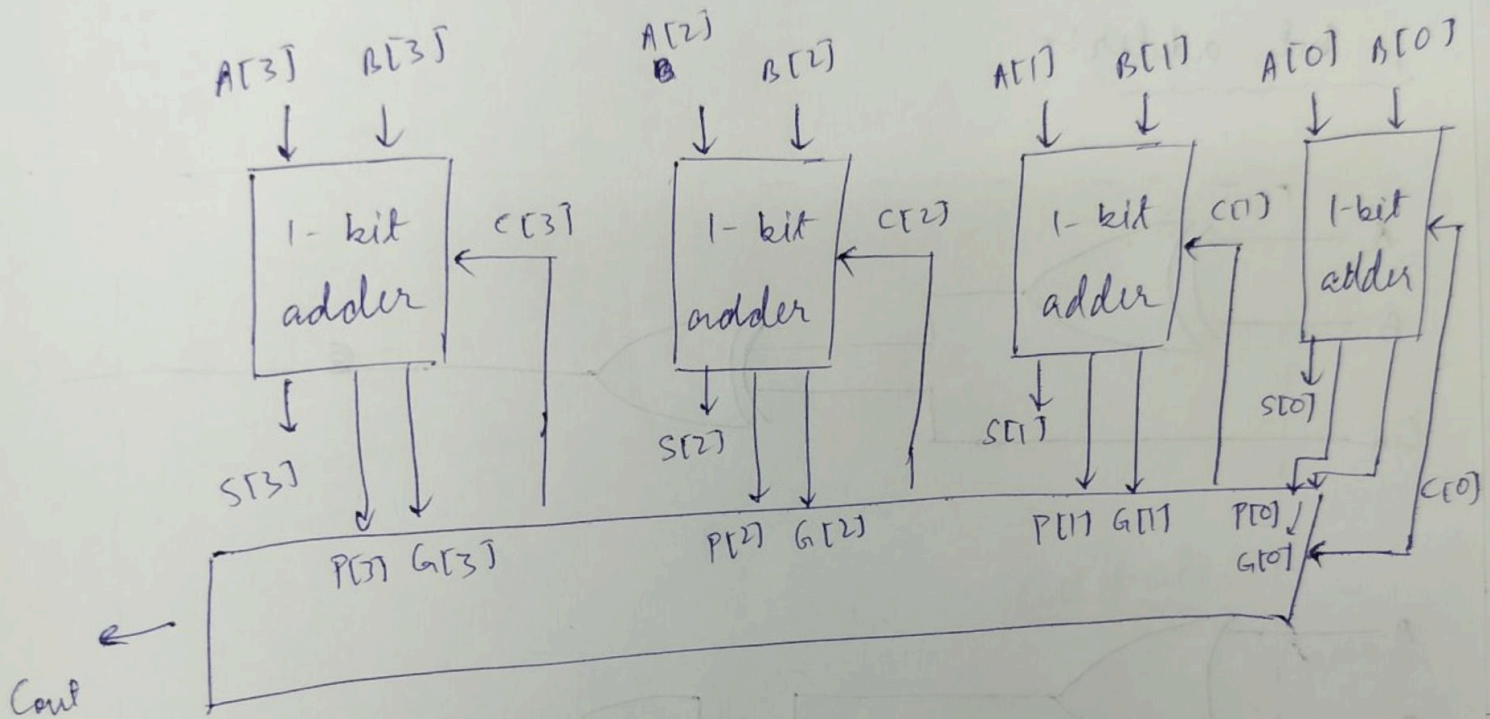 A[3] B[3] A[2] B[2] A[1] B[1] A[0] B[0]
B
1-bit adder
C[3]
1-bit adder
C[2]
1-bit adder
C[1]
1-bit adder
S[3]
S[2]
S[1]
S[0]
C[0]
P[3] G[3] P[2] G[2] P[1] G[1] P[0]
G[0]
Cout